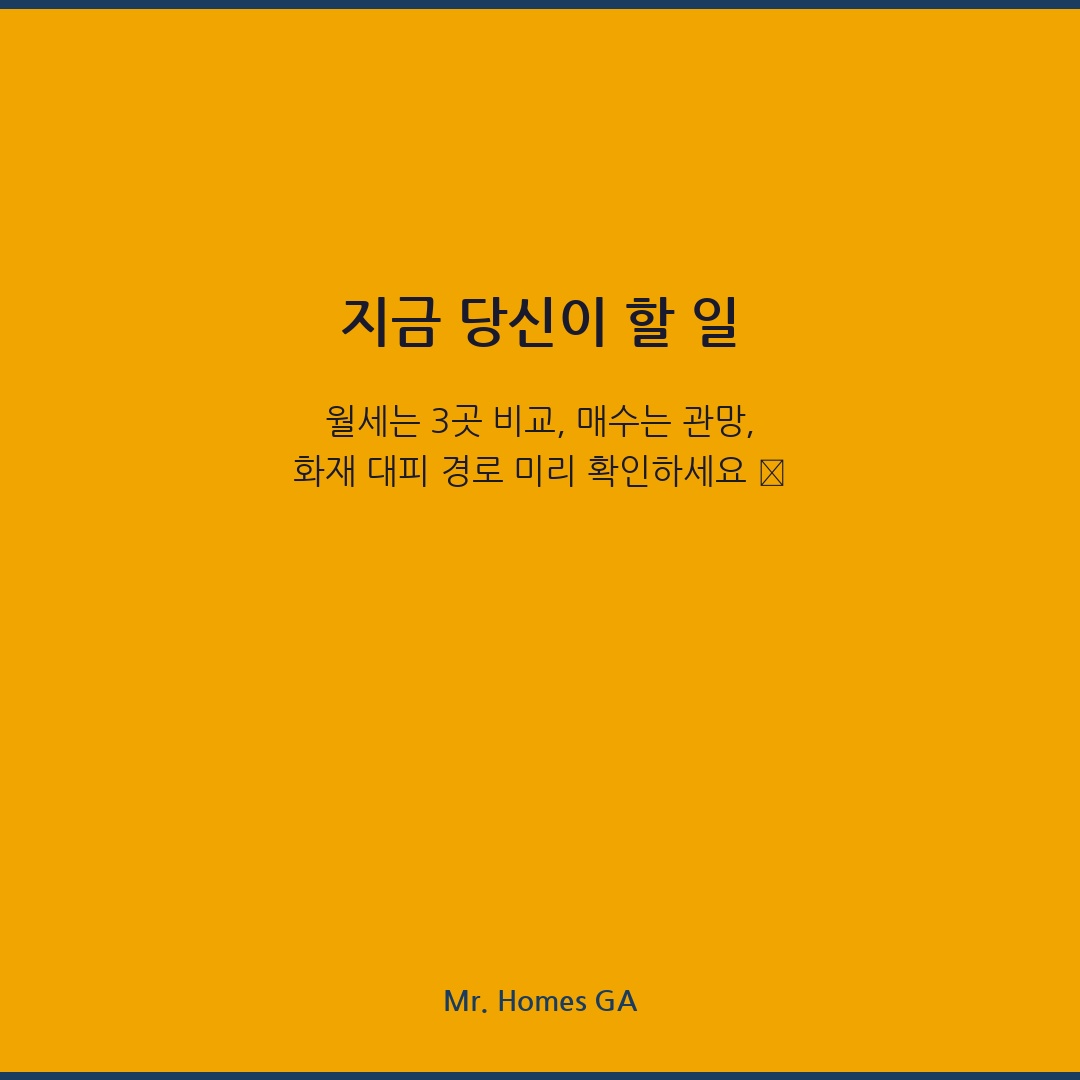 지금 당신이 할 일
월세는 3곳 비교, 매수는 관망,
화재 대피 경로 미리 확인하세요
Mr. Homes GA